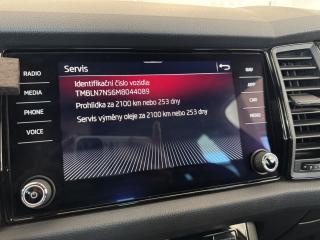 Servis
Identifikační číslo vozidla:
TMBLN7NS6M8044089
Prohlídka za 2100 km nebo 253 dny
Servis výměny oleje za 2100 km nebo 253 dny
RADIO
MEDIA
PHONE
VOICE
NAV
CAR
MENU